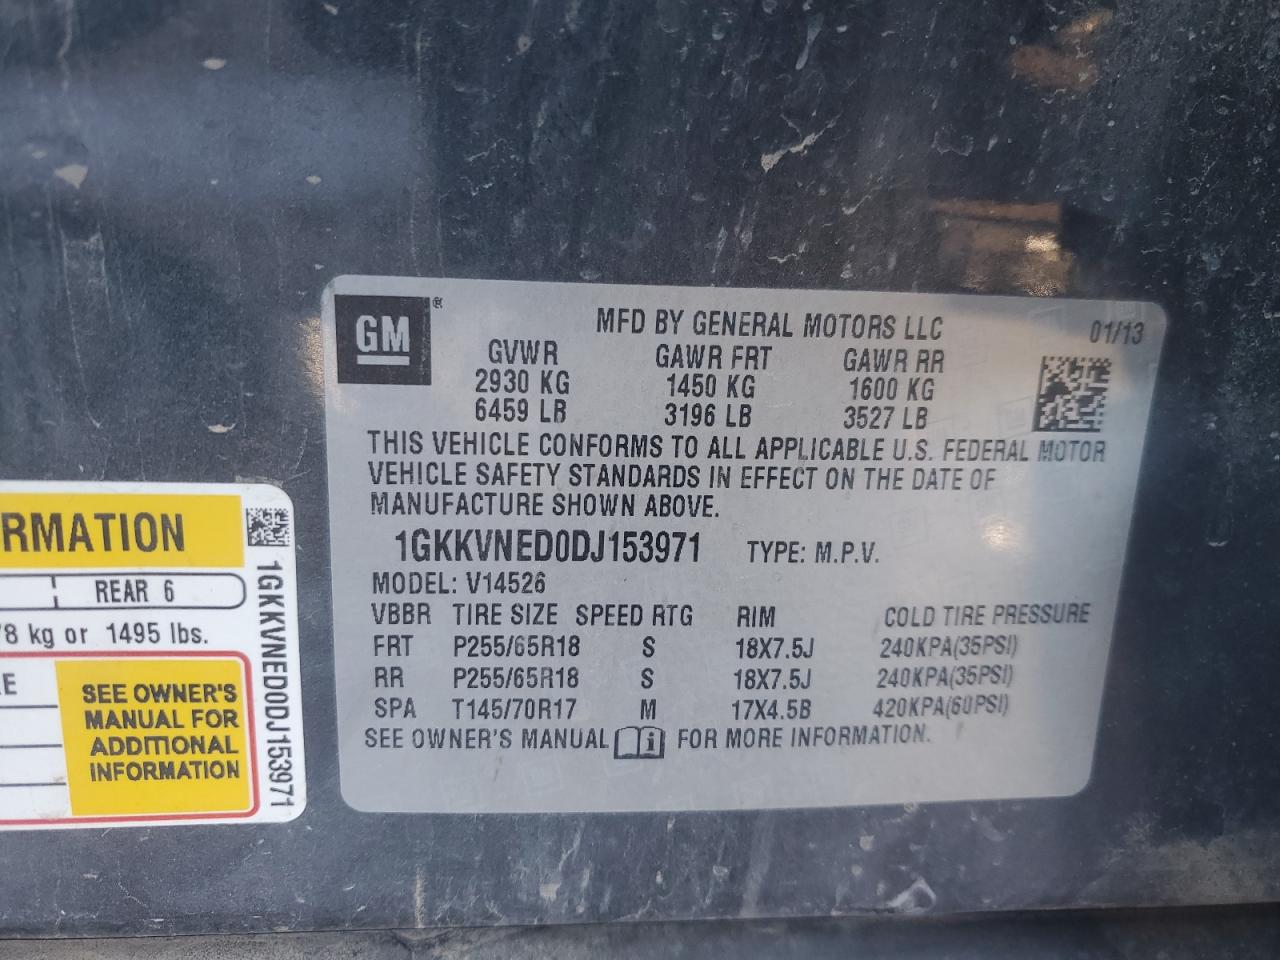 GM
®
MFD BY GENERAL MOTORS LLC
01/13
GVWR GAWR FRT GAWR RR
2930 KG 1450 KG 1600 KG
6459 LB 3196 LB 3527 LB
THIS VEHICLE CONFORMS TO ALL APPLICABLE U.S. FEDERAL MOTOR
VEHICLE SAFETY STANDARDS IN EFFECT ON THE DATE OF
MANUFACTURE SHOWN ABOVE.
1GKKVNED0DJ153971 TYPE: M.P.V.
MODEL: V14526
VBBR TIRE SIZE SPEED RTG RIM COLD TIRE PRESSURE
FRT P255/65R18 S 18X7.5J 240KPA(35PSI)
RR P255/65R18 S 18X7.5J 240KPA(35PSI)
SPA T145/70R17 M 17X4.5B 420KPA(60PSI)
SEE OWNER'S MANUAL i FOR MORE INFORMATION.
RMATION
REAR 6
8 kg or 1495 lbs.
E
SEE OWNER'S
MANUAL FOR
ADDITIONAL
INFORMATION
1GKKVNED0DJ153971